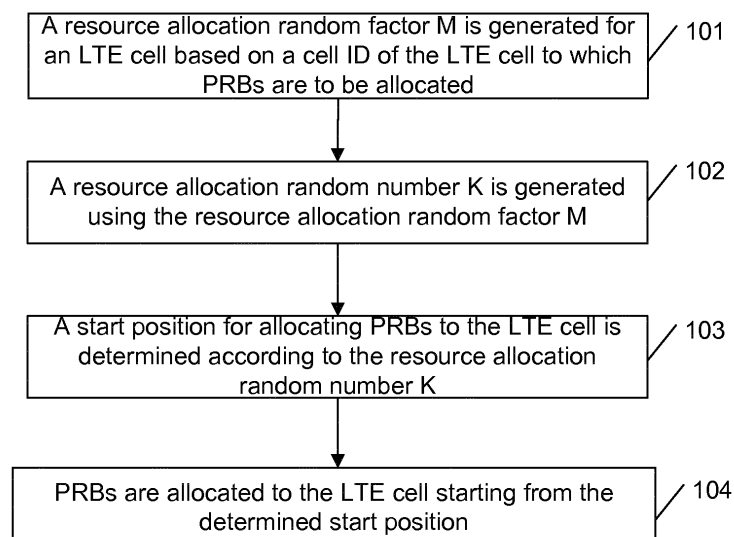 A resource allocation random factor M is generated for
an LTE cell based on a cell ID of the LTE cell to which
PRBs are to be allocated
101
A resource allocation random number K is generated
using the resource allocation random factor M
102
A start position for allocating PRBs to the LTE cell is
determined according to the resource allocation
random number K
103
PRBs are allocated to the LTE cell starting from the
determined start position
104